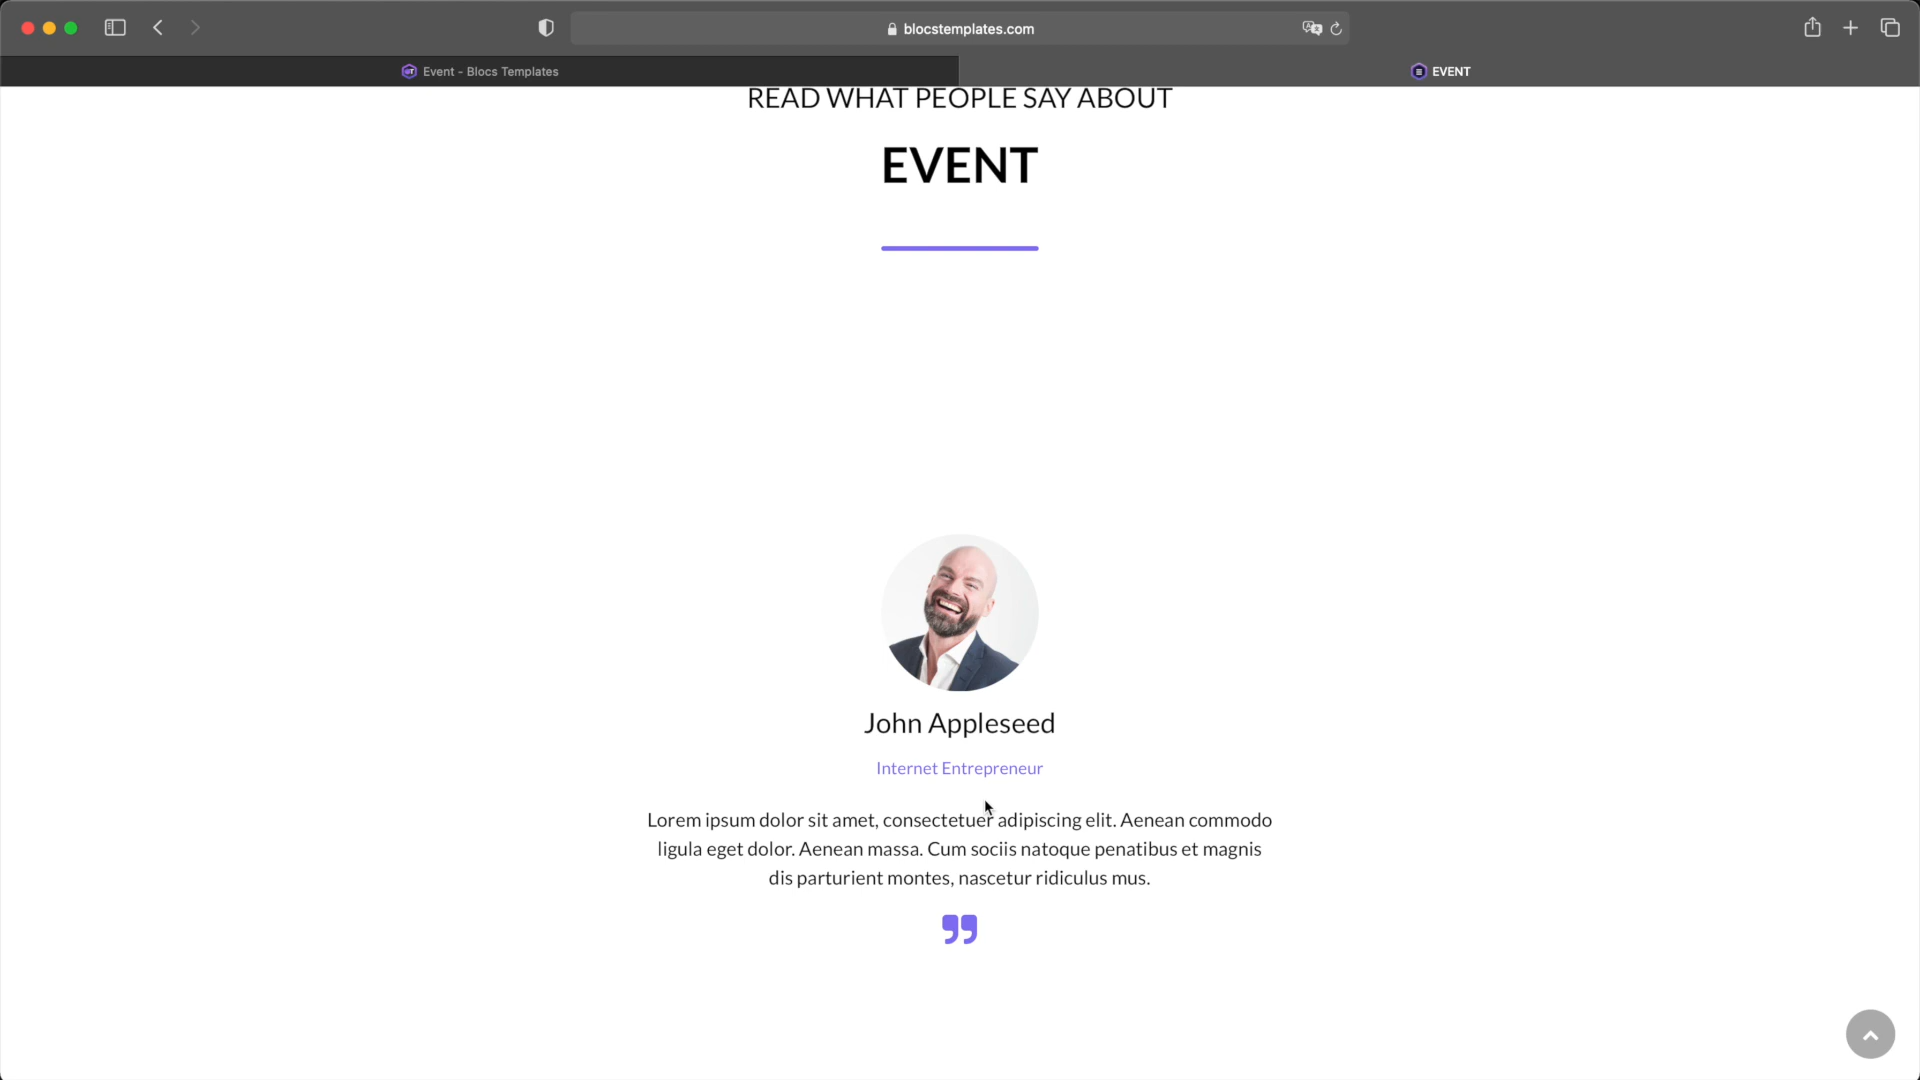 blocstemplates.com
Event - Blocs Templates
EVENT
READ WHAT PEOPLE SAY ABOUT
EVENT
John Appleseed
Internet Entrepreneur
Lorem ipsum dolor sit amet, consectetuer adipiscing elit. Aenean commodo
ligula eget dolor. Aenean massa. Cum sociis natoque penatibus et magnis
dis parturient montes, nascetur ridiculus mus.
”